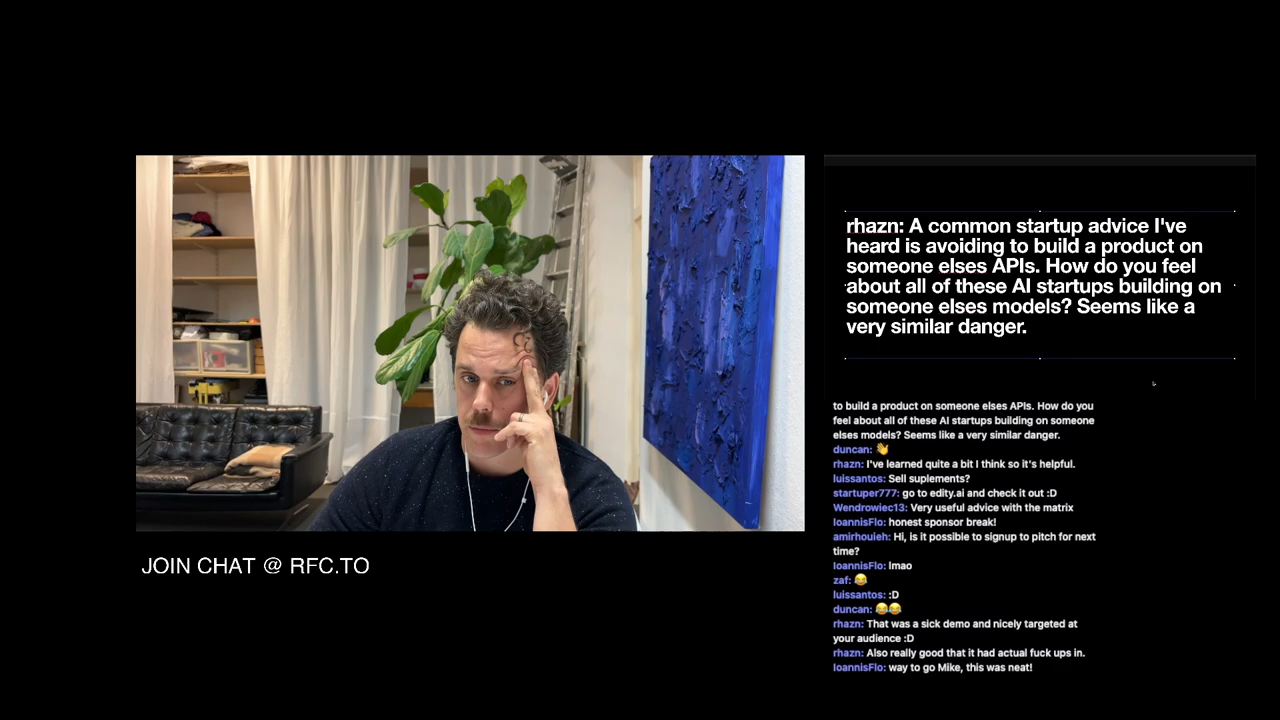 rhazn: A common startup advice I've
heard is avoiding to build a product on
someone elses APIs. How do you feel
about all of these AI startups building on
someone elses models? Seems like a
very similar danger.
to build a product on someone elses APIs. How do you
feel about all of these AI startups building on someone
elses models? Seems like a very similar danger.
duncan: 👋
rhazn: I've learned quite a bit I think so it's helpful.
luissantos: Sell suplements?
startuper777: go to edity.ai and check it out :D
Wendrowiec13: Very useful advice with the matrix
IoannisFlo: honest sponsor break!
amirhouieh: Hi, is it possible to signup to pitch for next
time?
IoannisFlo: lmao
zaf: 😂
luissantos: :D
duncan: 😂😂
rhazn: That was a sick demo and nicely targeted at
your audience :D
rhazn: Also really good that it had actual fuck ups in.
IoannisFlo: way to go Mike, this was neat!
JOIN CHAT @ RFC.TO